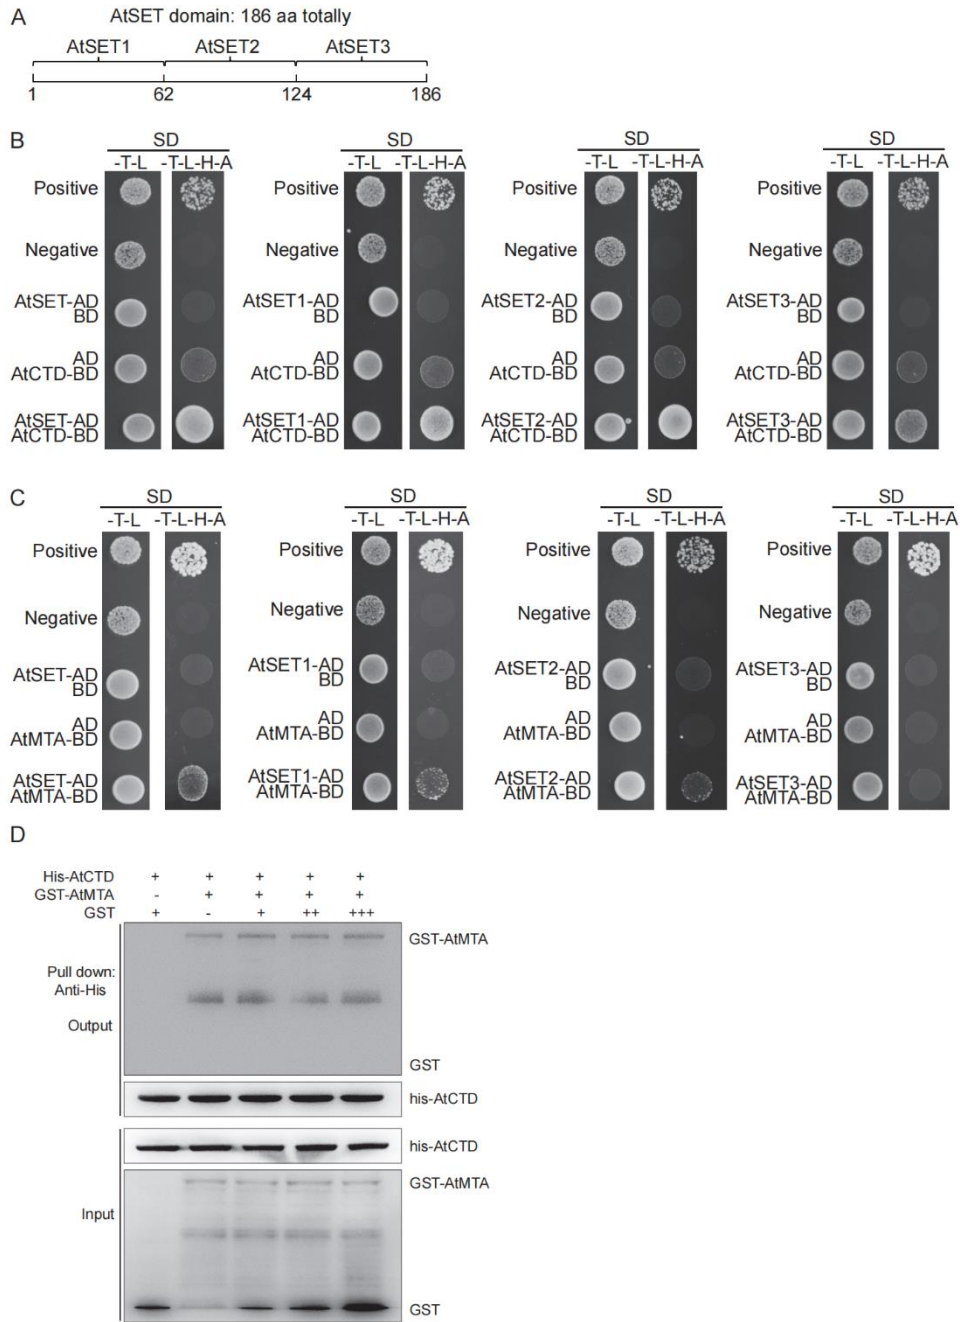 A
AtSET domain: 186 aa totally
AtSET1 AtSET2 AtSET3
1 62 124 186
B
SD SD SD SD
-T-L -T-L-H-A -T-L -T-L-H-A -T-L -T-L-H-A -T-L -T-L-H-A
Positive Positive Positive Positive
Negative Negative Negative Negative
AtSET-AD AtSET1-AD AtSET2-AD AtSET3-AD
BD BD BD BD
AD AD AD AD
AtCTD-BD AtCTD-BD AtCTD-BD AtCTD-BD
AtSET-AD AtSET1-AD AtSET2-AD AtSET3-AD
AtCTD-BD AtCTD-BD AtCTD-BD AtCTD-BD
C
SD SD SD SD
-T-L -T-L-H-A -T-L -T-L-H-A -T-L -T-L-H-A -T-L -T-L-H-A
Positive Positive Positive Positive
Negative Negative Negative Negative
AtSET-AD AtSET1-AD AtSET2-AD AtSET3-AD
BD BD BD BD
AD AD AD AD
AtMTA-BD AtMTA-BD AtMTA-BD AtMTA-BD
AtSET-AD AtSET1-AD AtSET2-AD AtSET3-AD
AtMTA-BD AtMTA-BD AtMTA-BD AtMTA-BD
D
His-AtCTD + + + + +
GST-AtMTA - + + + +
GST + - + ++ +++
GST-AtMTA
Pull down:
Anti-His
Output
GST
his-AtCTD
his-AtCTD
GST-AtMTA
Input
GST